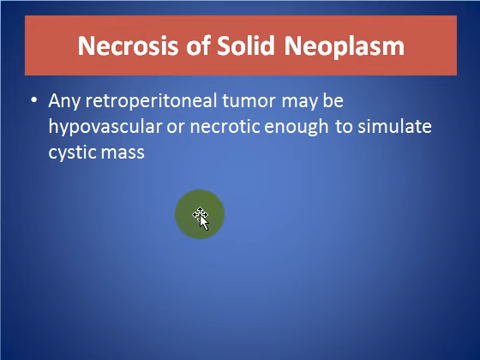 Necrosis of Solid Neoplasm
• Any retroperitoneal tumor may be
hypovascular or necrotic enough to simulate
cystic mass